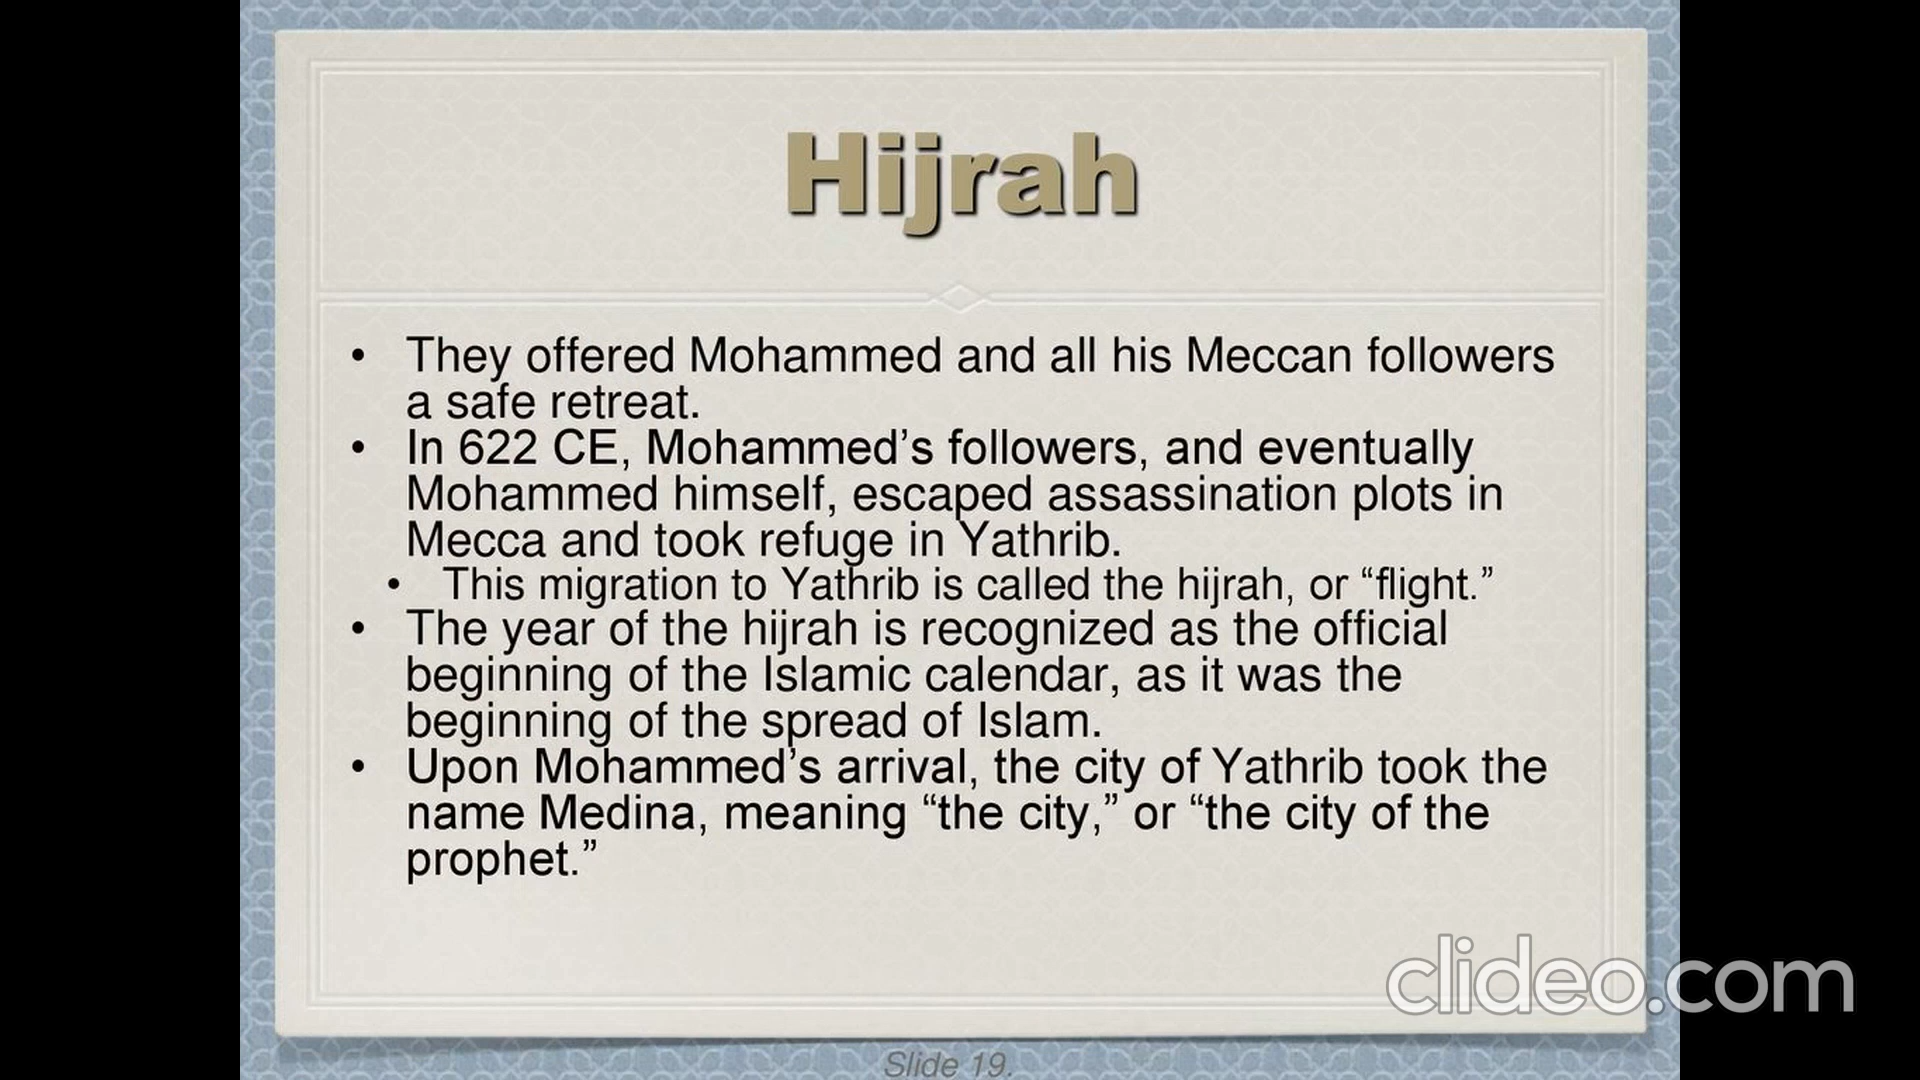 Hijrah
• They offered Mohammed and all his Meccan followers
a safe retreat.
• In 622 CE, Mohammed’s followers, and eventually
Mohammed himself, escaped assassination plots in
Mecca and took refuge in Yathrib.
• This migration to Yathrib is called the hijrah, or “flight.”
• The year of the hijrah is recognized as the official
beginning of the Islamic calendar, as it was the
beginning of the spread of Islam.
• Upon Mohammed’s arrival, the city of Yathrib took the
name Medina, meaning “the city,” or “the city of the
prophet.”
clideo.com
Slide 19.